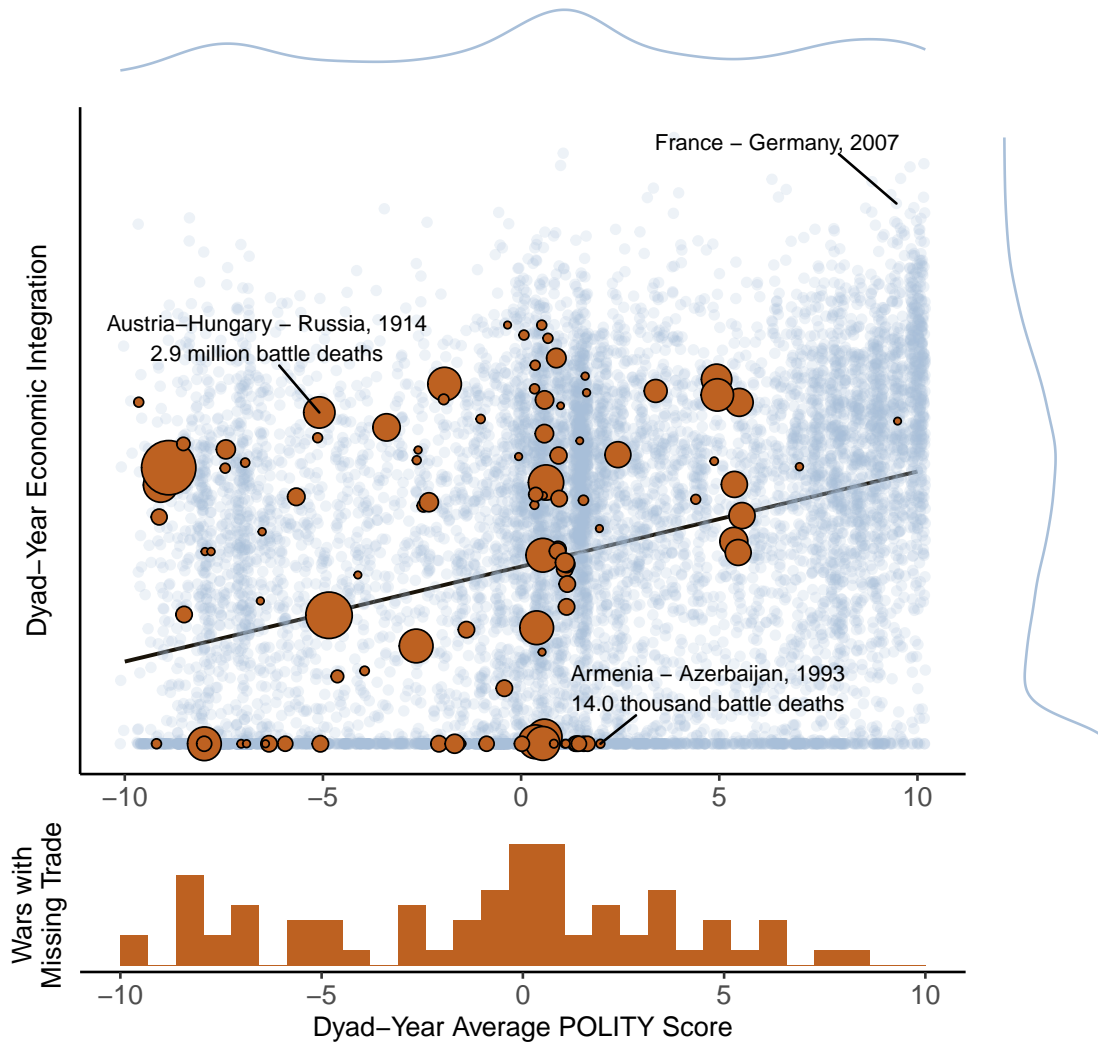 France − Germany, 2007
Austria−Hungary − Russia, 1914
2.9 million battle deaths
Armenia − Azerbaijan, 1993
14.0 thousand battle deaths
Dyad−Year Economic Integration
−10 −5 0 5 10
Wars with
Missing Trade
−10 −5 0 5 10
Dyad−Year Average POLITY Score